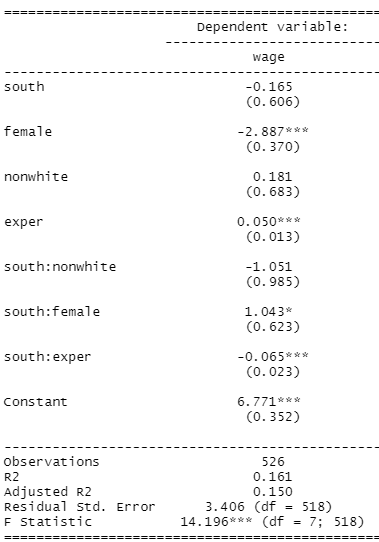 Dependent variable:
wage
south -0.165
(0.606)
female -2.887***
(0.370)
nonwhite 0.181
(0.683)
exper 0.050***
(0.013)
south:nonwhite -1.051
(0.985)
south:female 1.043*
(0.623)
south:exper -0.065***
(0.023)
Constant 6.771***
(0.352)
Observations 526
R2 0.161
Adjusted R2 0.150
Residual Std. Error 3.406 (df = 518)
F Statistic 14.196*** (df = 7; 518)